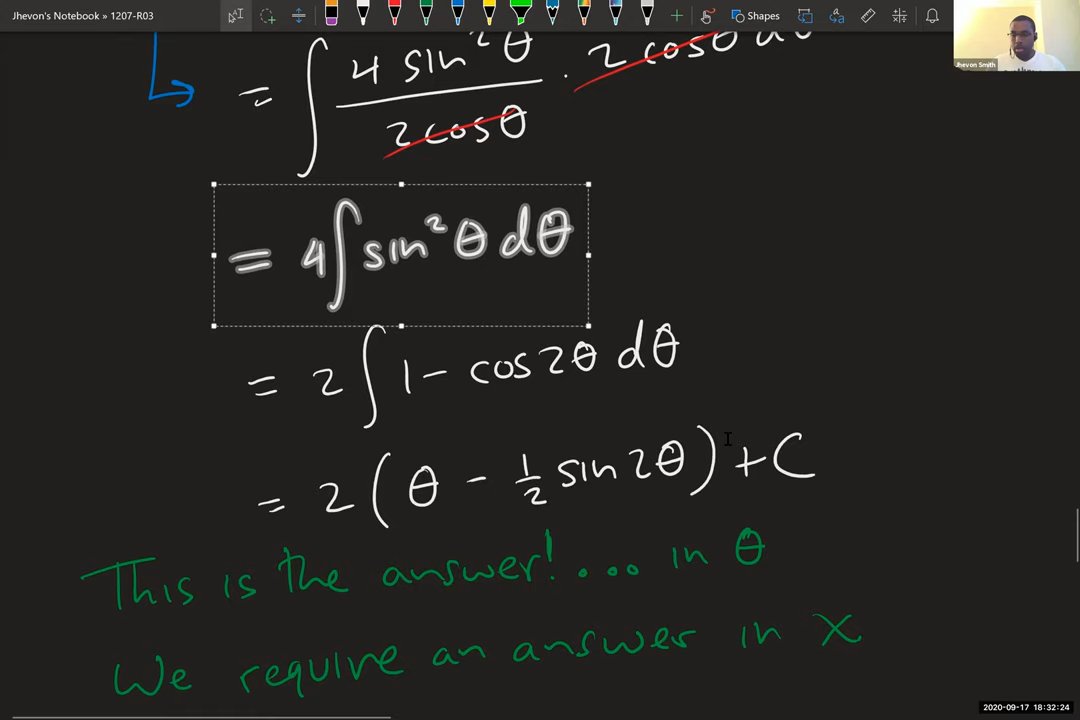 Jhevon's Notebook » 1207-R03
Shapes
Jhevon Smith
= ∫ 4 sin²θ / 2cosθ · 2cosθ dθ
= 4∫ sin²θ dθ
= 2∫ 1 - cos2θ dθ
= 2(θ - ½ sin2θ) + C
This is the answer!... in θ
We require an answer in x
2020-09-17 18:32:24